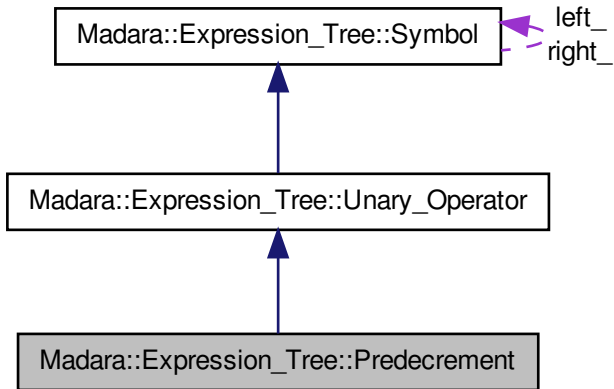 left_
Madara::Expression_Tree::Symbol
right_
Madara::Expression_Tree::Unary_Operator
Madara::Expression_Tree::Predecrement